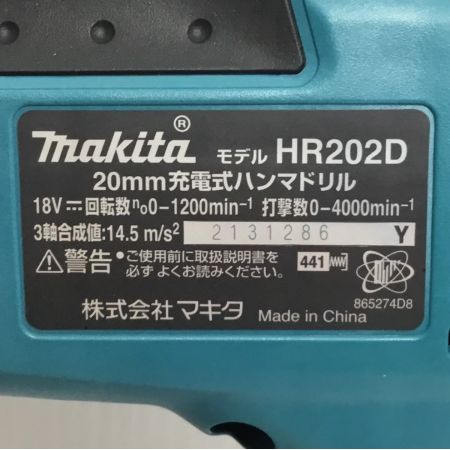 makita® モデル HR202D
20mm充電式ハンマドリル
18V⎓回転数n₀0-1200min⁻¹ 打撃数0-4000min⁻¹
3軸合成値:14.5 m/s² 2131286 Y
⚠警告 •ご使用前に取扱説明書を
必ず よくお読みください。
441
865274D8
株式会社 マキタ Made in China